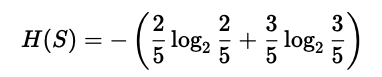 H(S) = − ( 2/5 log₂ 2/5 + 3/5 log₂ 3/5 )